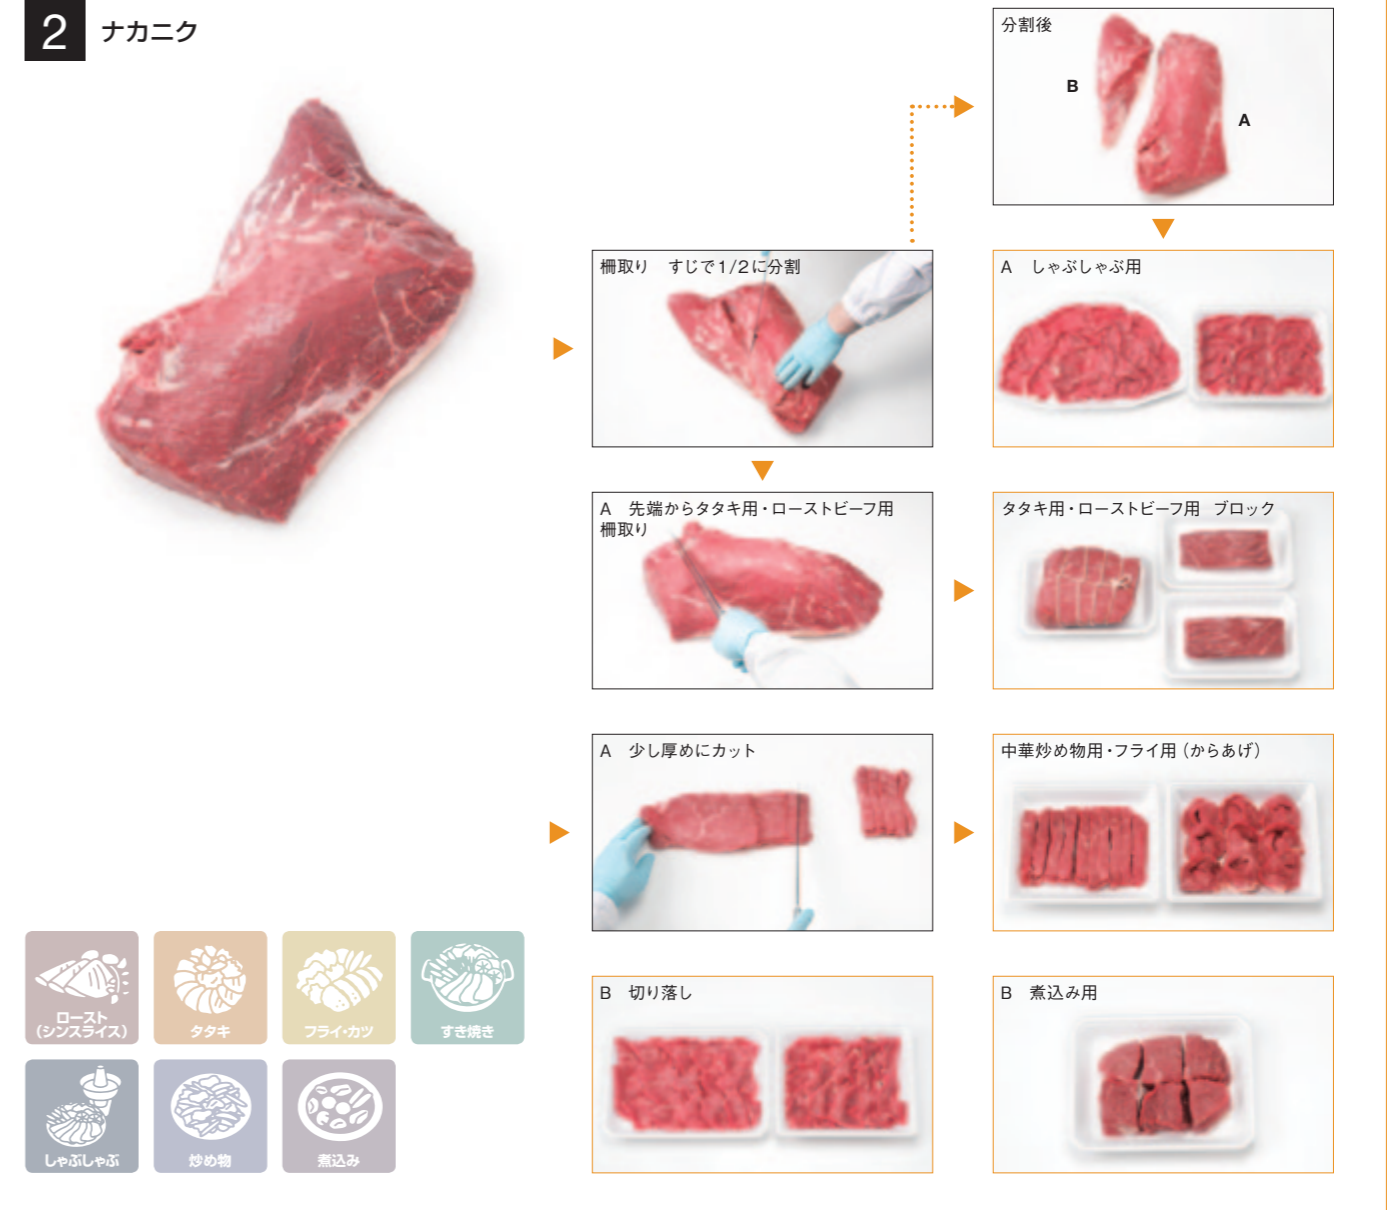 2 ナカニク
分割後
B
A
柵取り すじで1/2に分割
A しゃぶしゃぶ用
A 先端からタタキ用・ローストビーフ用
柵取り
タタキ用・ローストビーフ用 ブロック
A 少し厚めにカット
中華炒め物用・フライ用（からあげ）
B 切り落し
B 煮込み用
ロースト
（シンスライス）
タタキ
フライ・カツ
すき焼き
しゃぶしゃぶ
炒め物
煮込み